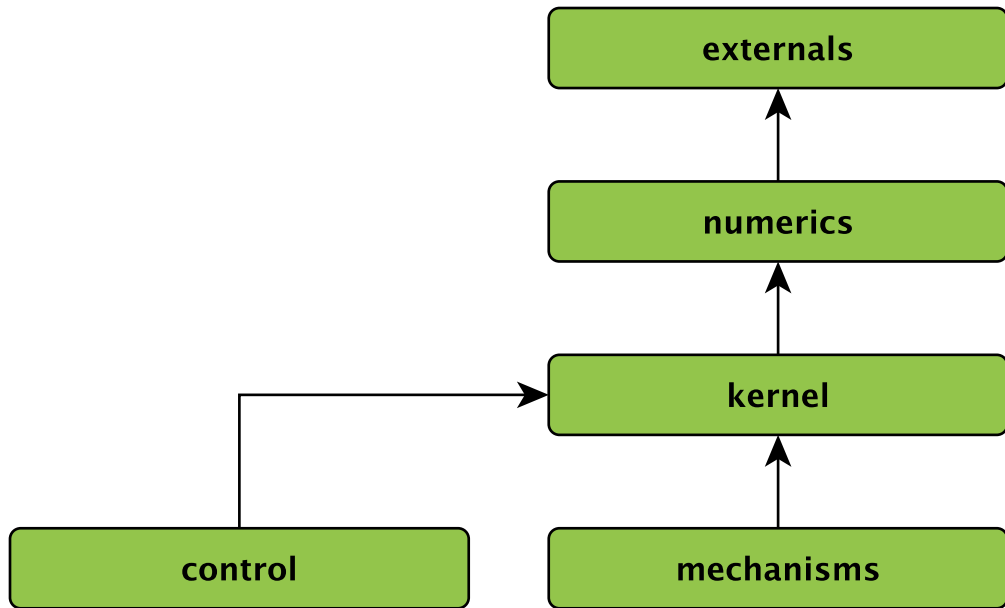 externals
numerics
kernel
control
mechanisms